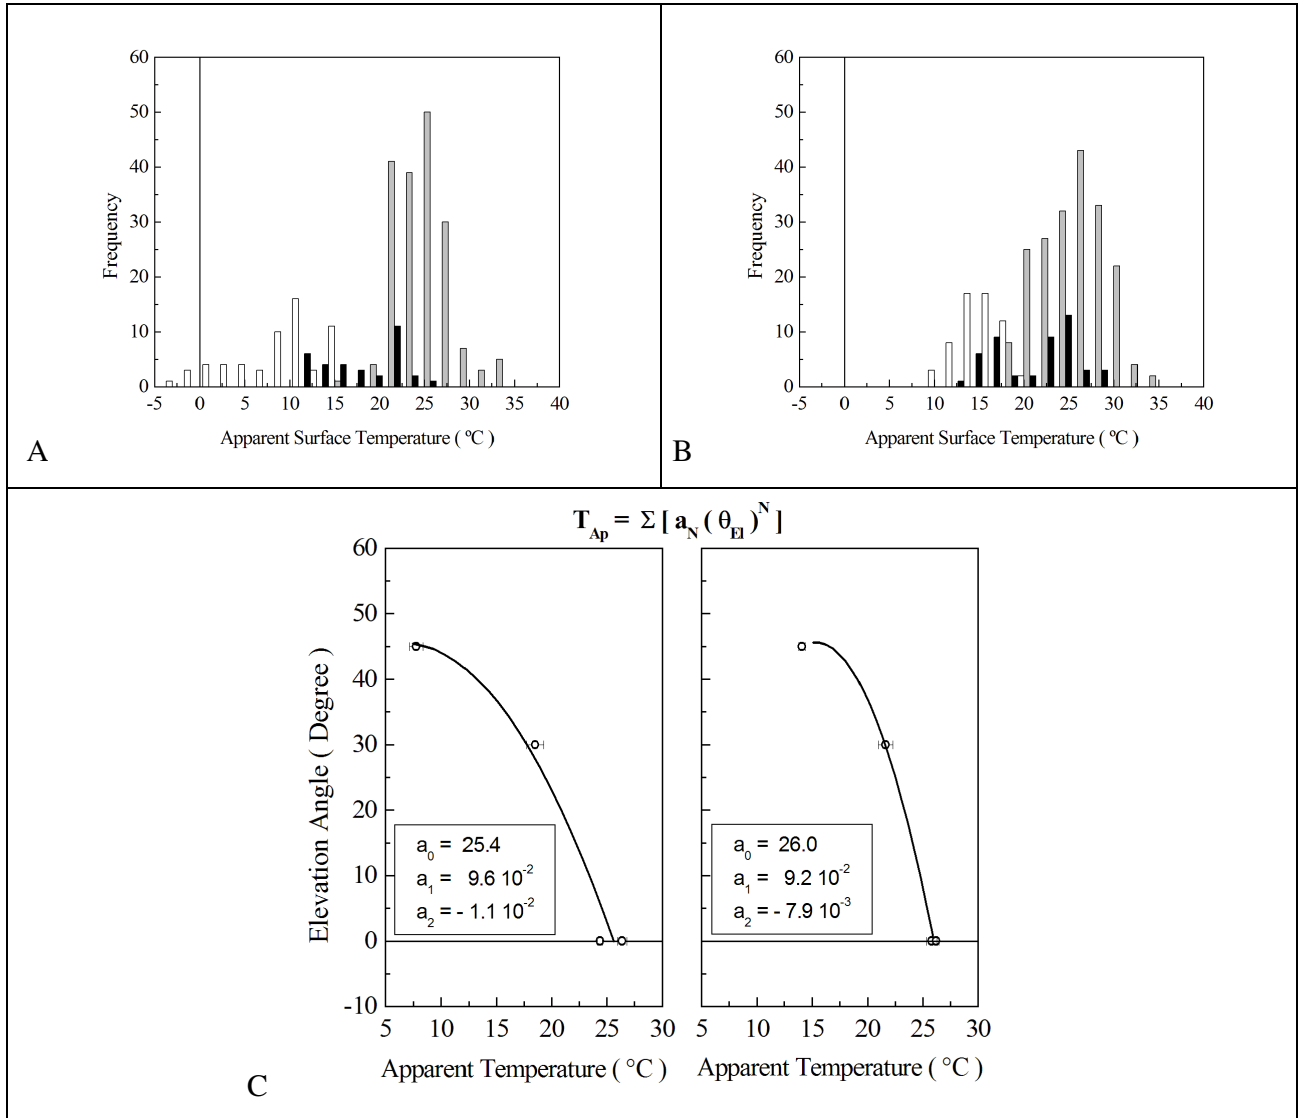 60
50
40
30
20
10
0
-5 0 5 10 15 20 25 30 35 40
Frequency
Apparent Surface Temperature ( ºC )
A
60
50
40
30
20
10
0
-5 0 5 10 15 20 25 30 35 40
Frequency
Apparent Surface Temperature ( ºC )
B
T_Ap = Σ [ a_N ( θ_El )^N ]
60
50
40
30
20
10
0
-10
Elevation Angle ( Degree )
a_0 = 25.4
a_1 = 9.6 10^-2
a_2 = - 1.1 10^-2
5 10 15 20 25 30
Apparent Temperature ( °C )
a_0 = 26.0
a_1 = 9.2 10^-2
a_2 = - 7.9 10^-3
5 10 15 20 25 30
Apparent Temperature ( °C )
C